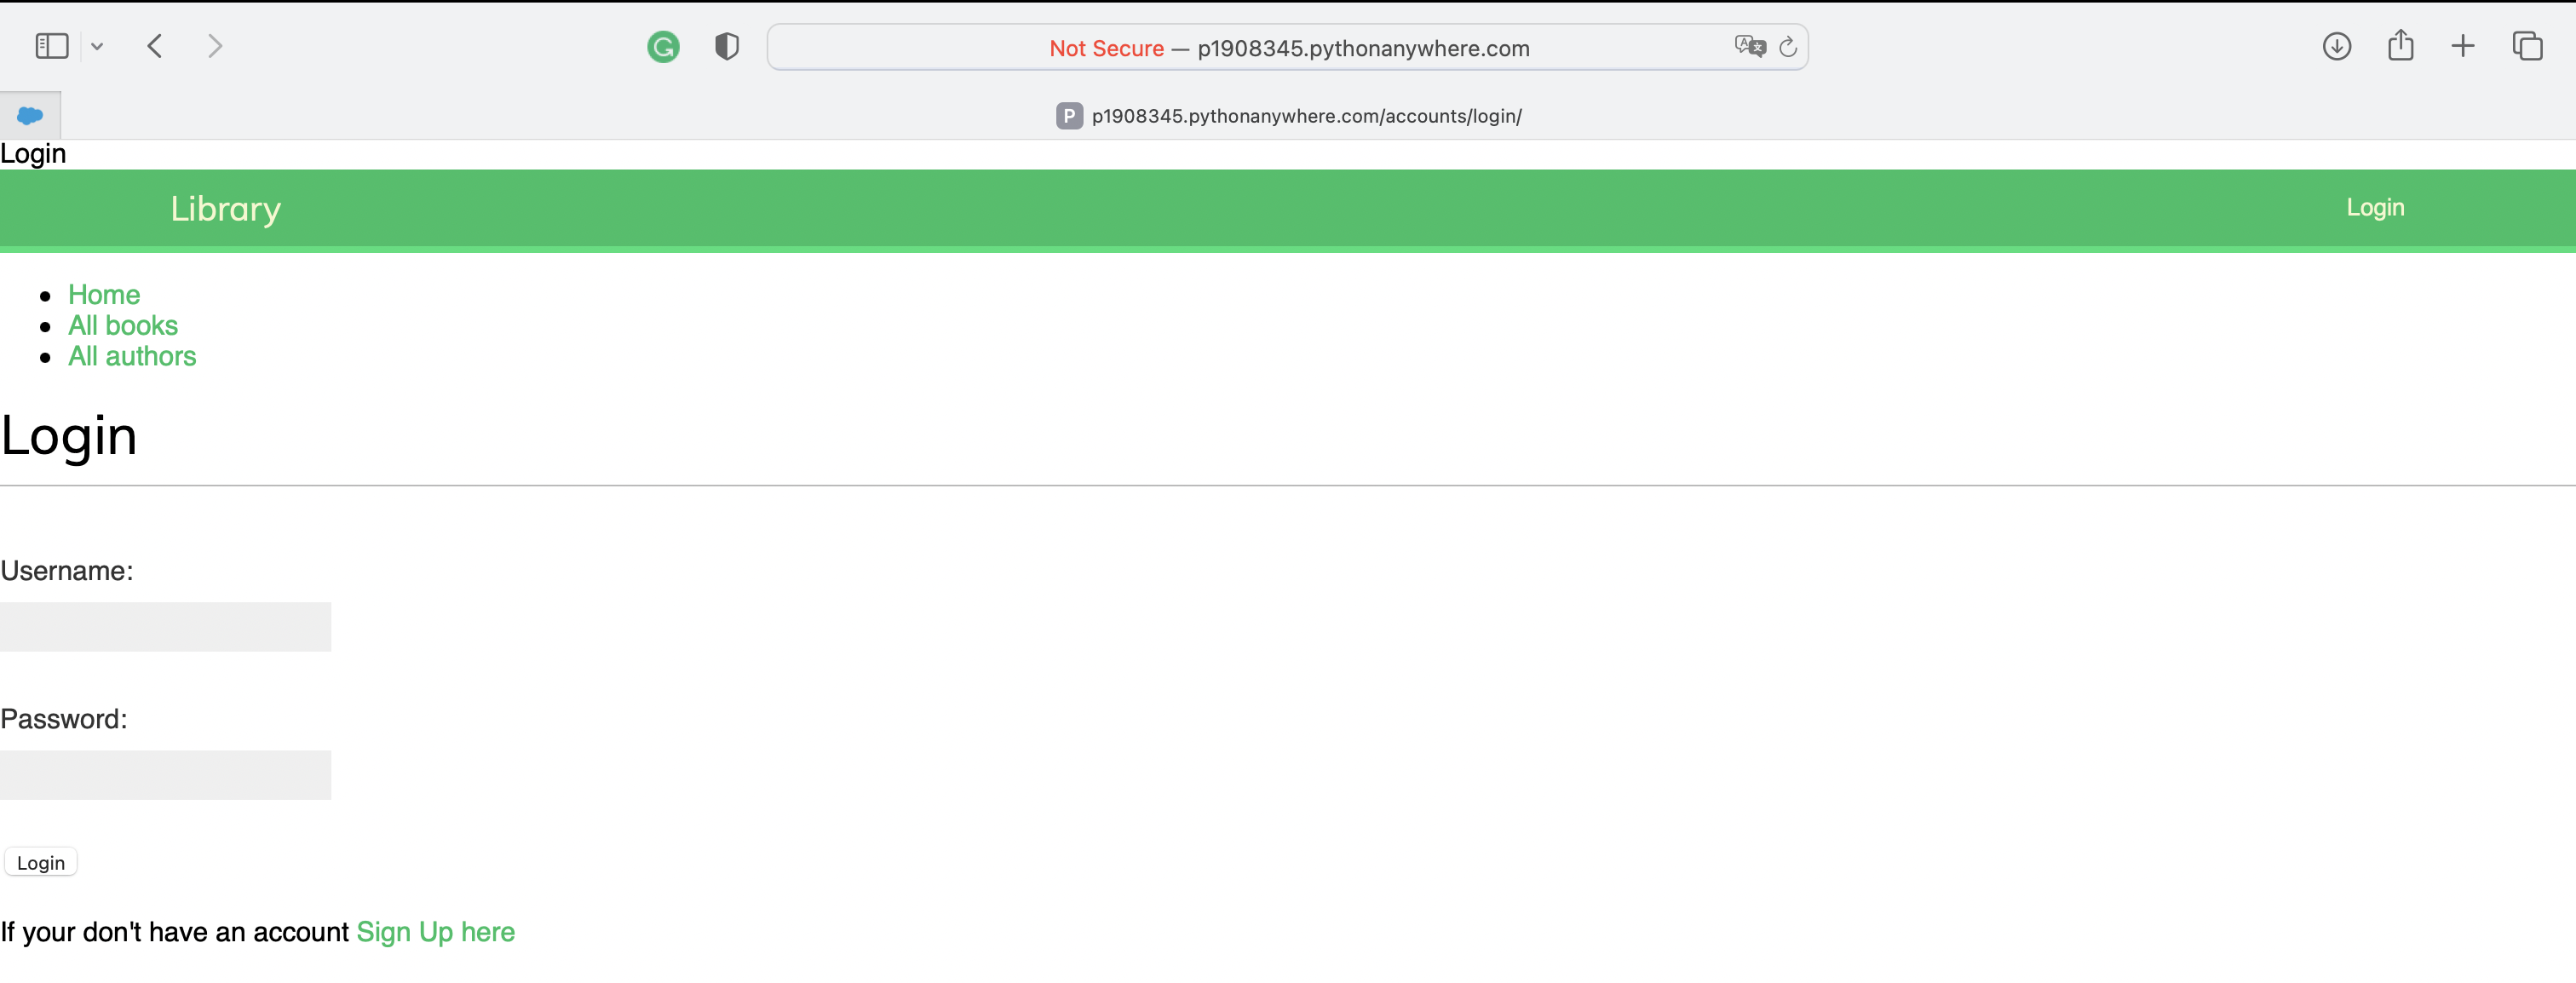 Not Secure — p1908345.pythonanywhere.com
P p1908345.pythonanywhere.com/accounts/login/
Login
Library Login
Home
All books
All authors
Login
Username:
Password:
Login
If your don't have an account Sign Up here